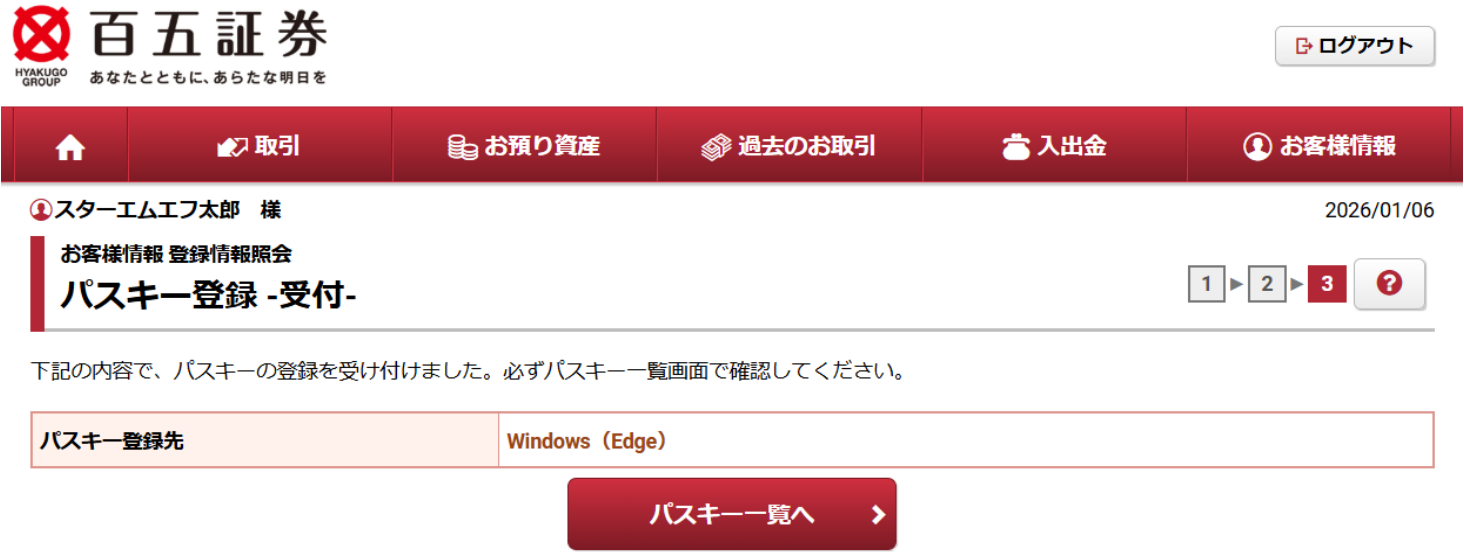 百五証券
HYAKUGO
GROUP
あなたとともに、あらたな明日を
ログアウト
取引
お預り資産
過去のお取引
入出金
お客様情報
スターエムエフ太郎 様
2026/01/06
お客様情報 登録情報照会
パスキー登録 -受付-
1 ▶ 2 ▶ 3 ?
下記の内容で、パスキーの登録を受け付けました。必ずパスキー一覧画面で確認してください。
パスキー登録先
Windows（Edge）
パスキー一覧へ